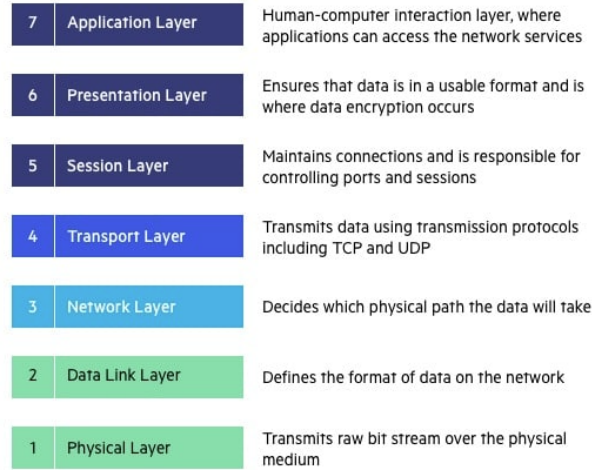 7 Application Layer
Human-computer interaction layer, where
applications can access the network services
6 Presentation Layer
Ensures that data is in a usable format and is
where data encryption occurs
5 Session Layer
Maintains connections and is responsible for
controlling ports and sessions
4 Transport Layer
Transmits data using transmission protocols
including TCP and UDP
3 Network Layer
Decides which physical path the data will take
2 Data Link Layer
Defines the format of data on the network
1 Physical Layer
Transmits raw bit stream over the physical
medium